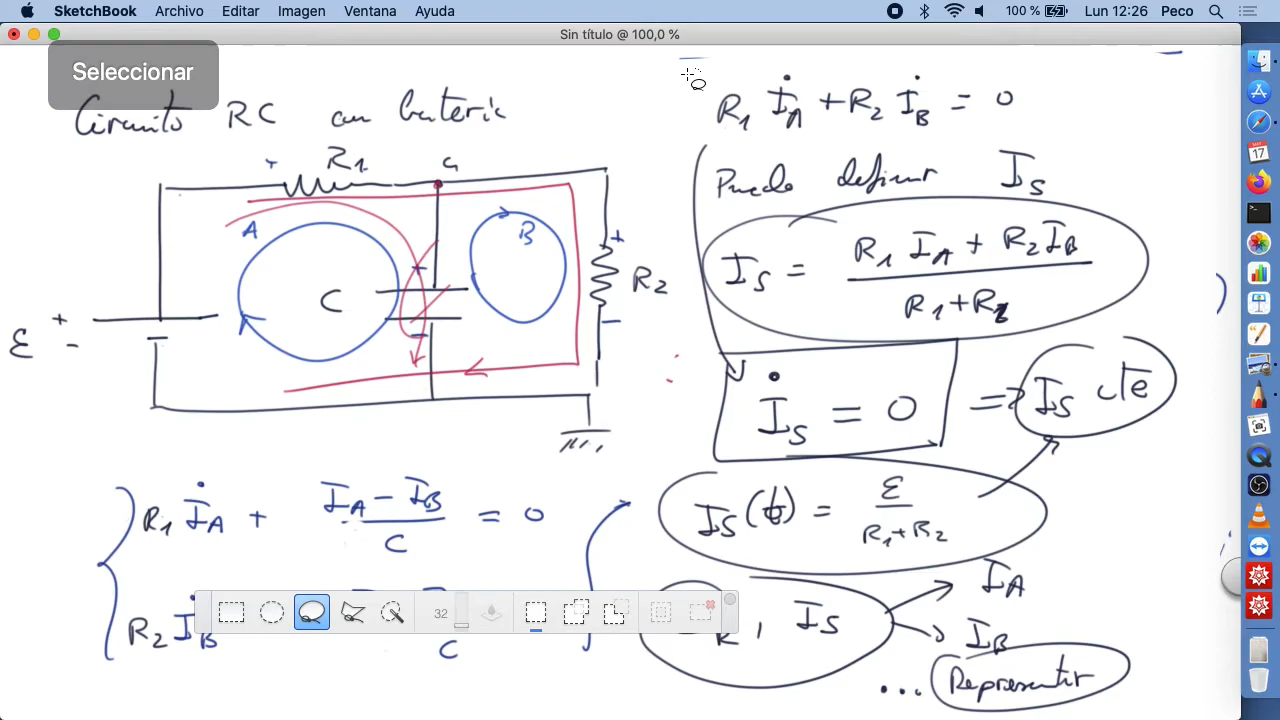 SketchBook Archivo Editar Imagen Ventana Ayuda 100 % Lun 12:26 Peco
Sin título @ 100,0 %
Seleccionar
Circuito RC con batería
R1
A
B
C
+
-
R2
ε
+
-
R1 İA + (IA - IB)/C = 0
R2 İB
C
R1 İA + R2 İB = 0
Puedo definir IS
IS = (R1 IA + R2 IB)/(R1 + R2)
İS = 0 => IS cte
IS(t) = ε/(R1+R2)
IS
IA
IB
... Representar
32
17